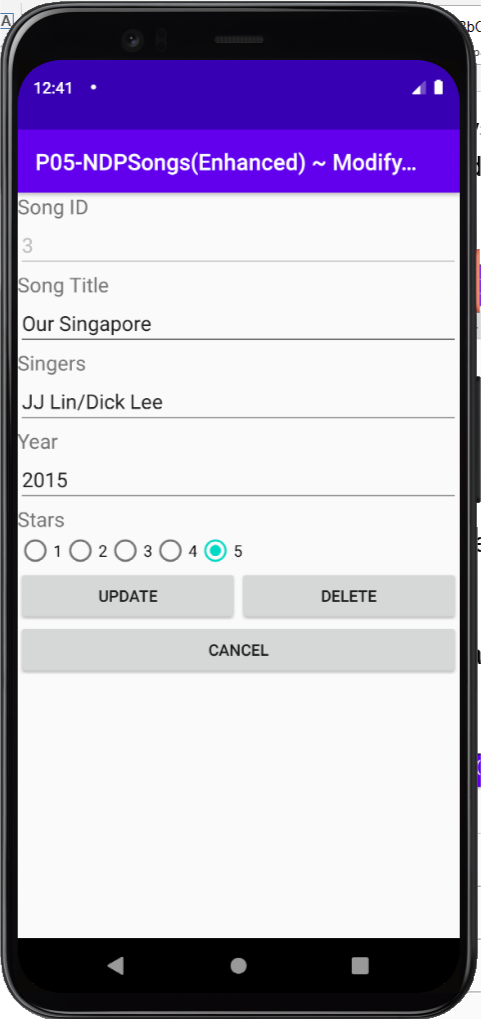 12:41
P05-NDPSongs(Enhanced) ~ Modify...
Song ID
3
Song Title
Our Singapore
Singers
JJ Lin/Dick Lee
Year
2015
Stars
1 2 3 4 5
UPDATE DELETE
CANCEL